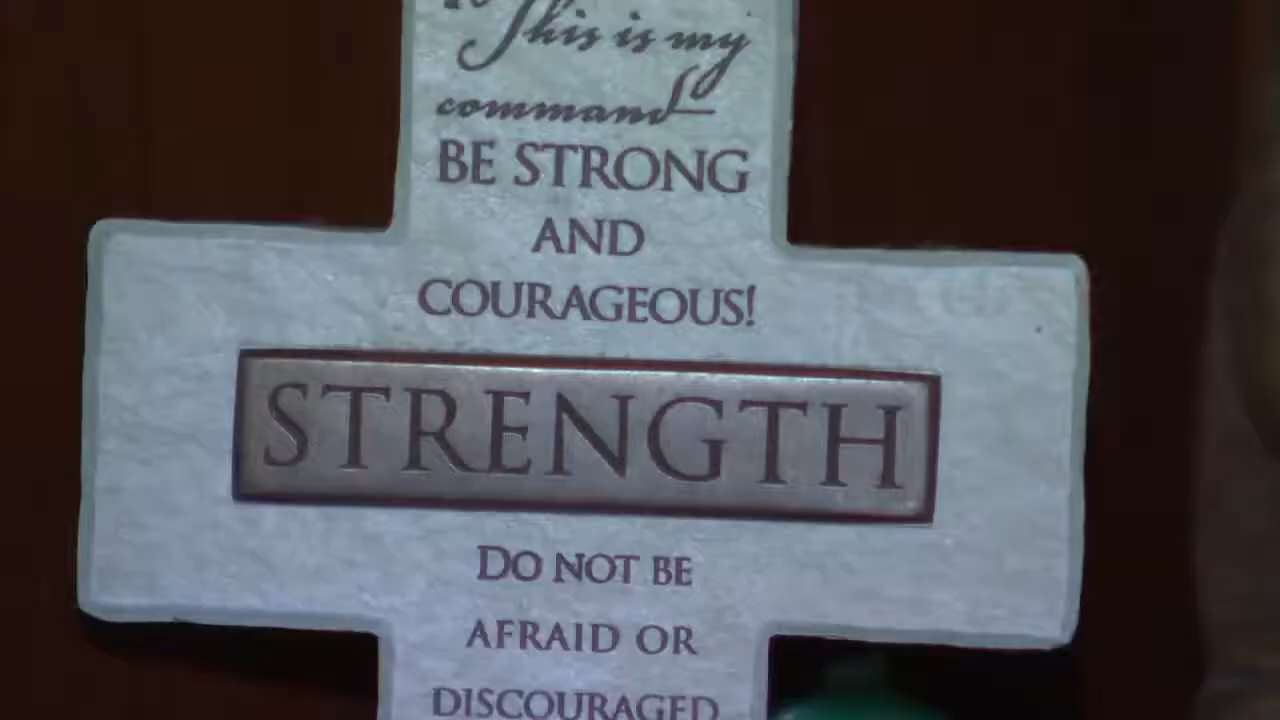 This is my
command
BE STRONG
AND
COURAGEOUS!
STRENGTH
DO NOT BE
AFRAID OR
DISCOURAGED